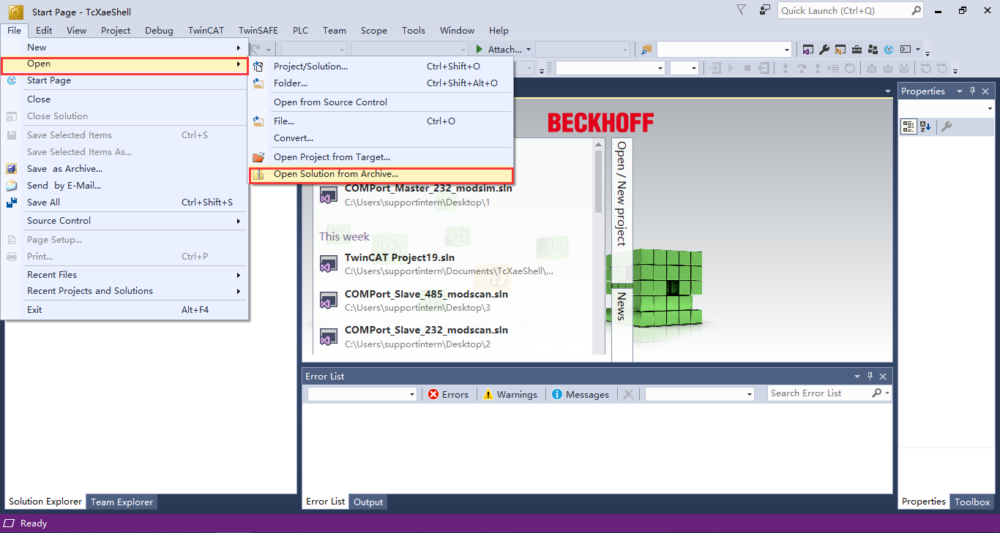 Start Page - TcXaeShell
Quick Launch (Ctrl+Q)
File Edit View Project Debug TwinCAT TwinSAFE PLC Team Scope Tools Window Help
Attach...
New
Open
Start Page
Close
Close Solution
Save Selected Items Ctrl+S
Save Selected Items As...
Save as Archive...
Send by E-Mail...
Save All Ctrl+Shift+S
Source Control
Page Setup...
Print... Ctrl+P
Recent Files
Recent Projects and Solutions
Exit Alt+F4
Project/Solution... Ctrl+Shift+O
Folder... Ctrl+Shift+Alt+O
Open from Source Control
File... Ctrl+O
Convert...
Open Project from Target...
Open Solution from Archive...
BECKHOFF
COMPort_Master_232_modsim.sln
C:\Users\supportintern\Desktop\1
This week
TwinCAT Project19.sln
C:\Users\supportintern\Documents\TcXaeShell\...
COMPort_Slave_485_modscan.sln
C:\Users\supportintern\Desktop\3
COMPort_Slave_232_modscan.sln
C:\Users\supportintern\Desktop\2
Open / New project
News
Properties
Error List
Errors Warnings Messages
Search Error List
Solution Explorer Team Explorer
Error List Output
Properties Toolbox
Ready